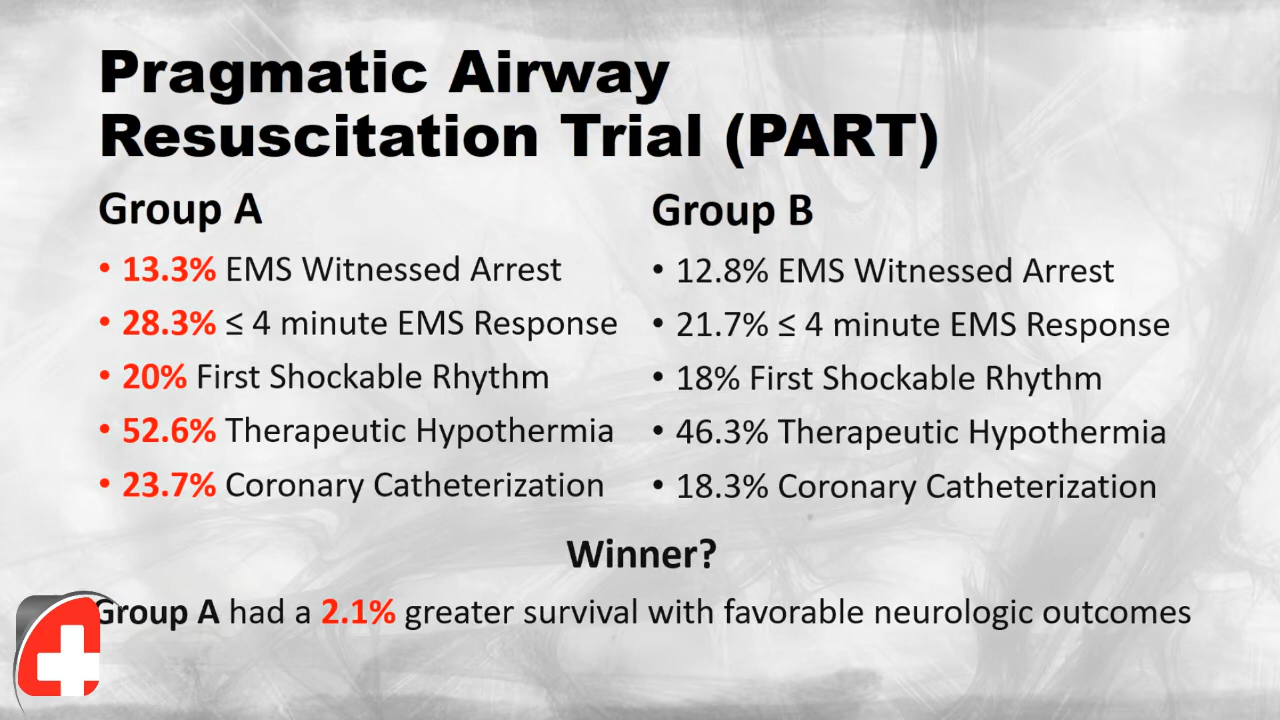 Pragmatic Airway
Resuscitation Trial (PART)
Group A
• 13.3% EMS Witnessed Arrest
• 28.3% ≤ 4 minute EMS Response
• 20% First Shockable Rhythm
• 52.6% Therapeutic Hypothermia
• 23.7% Coronary Catheterization
Group B
• 12.8% EMS Witnessed Arrest
• 21.7% ≤ 4 minute EMS Response
• 18% First Shockable Rhythm
• 46.3% Therapeutic Hypothermia
• 18.3% Coronary Catheterization
Winner?
Group A had a 2.1% greater survival with favorable neurologic outcomes